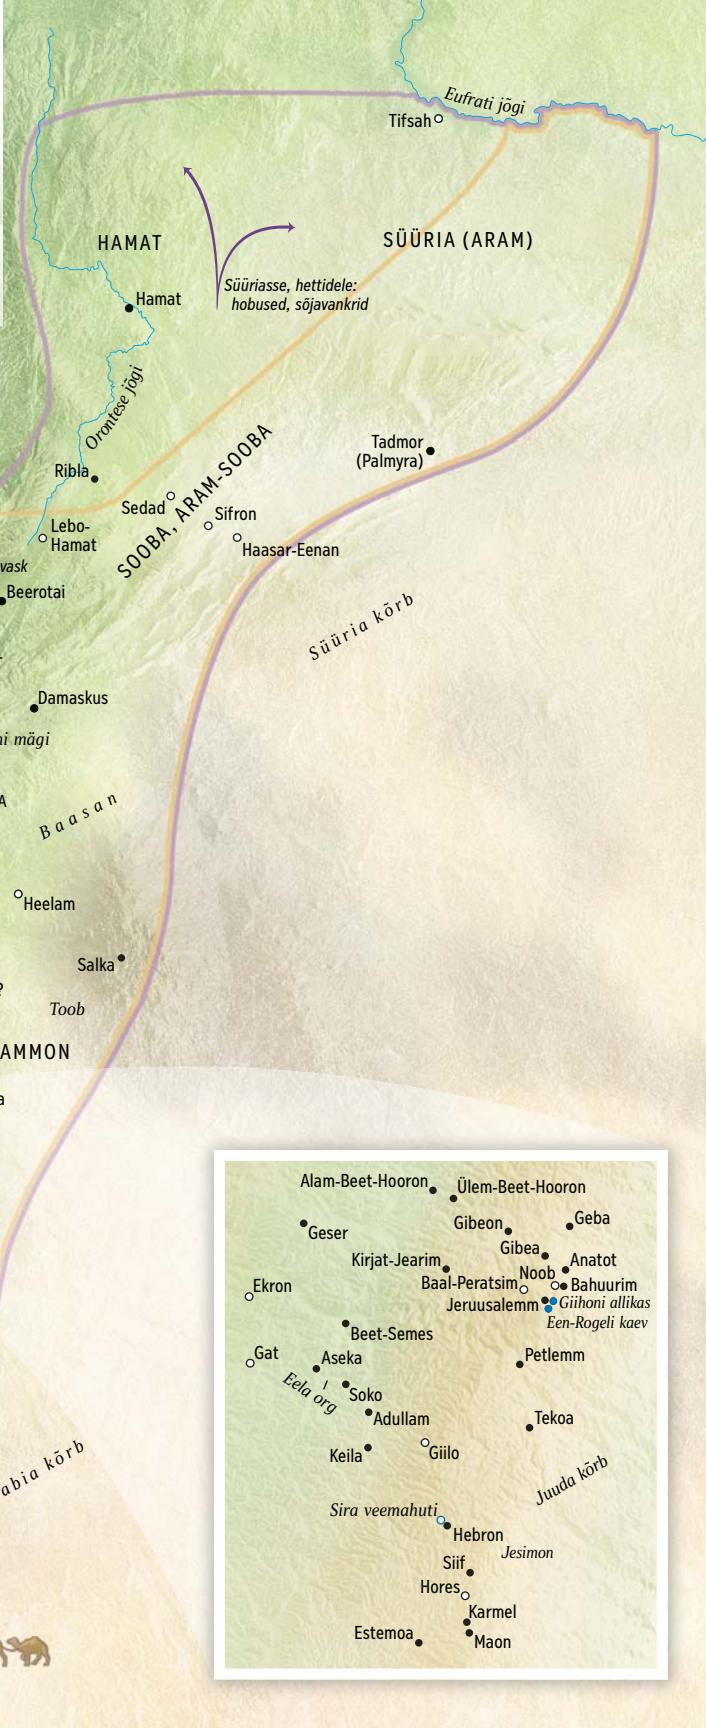 Eufrati jõgi
Tifsah
HAMAT
SÜÜRIA (ARAM)
Süüriasse, hettidele:
hobused, sõjavankrid
Hamat
Orontese jõgi
Tadmor
(Palmyra)
Ribla
Sedad
SOOBA, ARAM-SOOBA
Sifron
Lebo-
Hamat
Haasar-Eenan
vask
Beerotai
Süüria kõrb
Damaskus
ni mägi
A
Baasan
Heelam
Salka
?
Toob
AMMON
a
Alam-Beet-Hooron
Ülem-Beet-Hooron
Geser
Gibeon
Geba
Gibea
Kirjat-Jearim
Anatot
Noob
Baal-Peratsim
Bahuurim
Ekron
Jeruusalemm
Giihoni allikas
Een-Rogeli kaev
Beet-Semes
Gat
Aseka
Petlemm
Eela org
Soko
Adullam
Tekoa
Keila
Giilo
abia kõrb
Juuda kõrb
Sira veemahuti
Hebron
Jesimon
Siif
Hores
Karmel
Estemoa
Maon